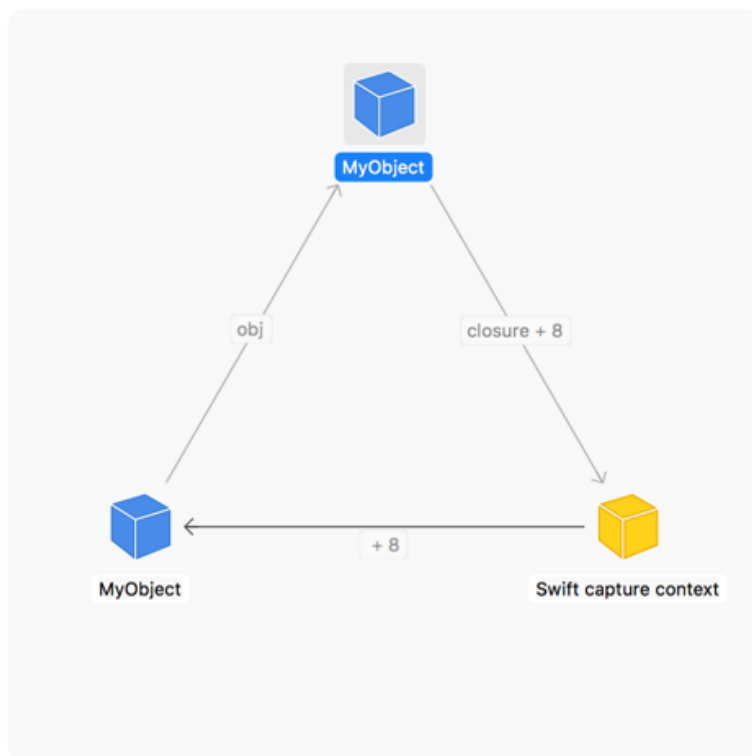 MyObject
obj
closure + 8
+ 8
MyObject
Swift capture context